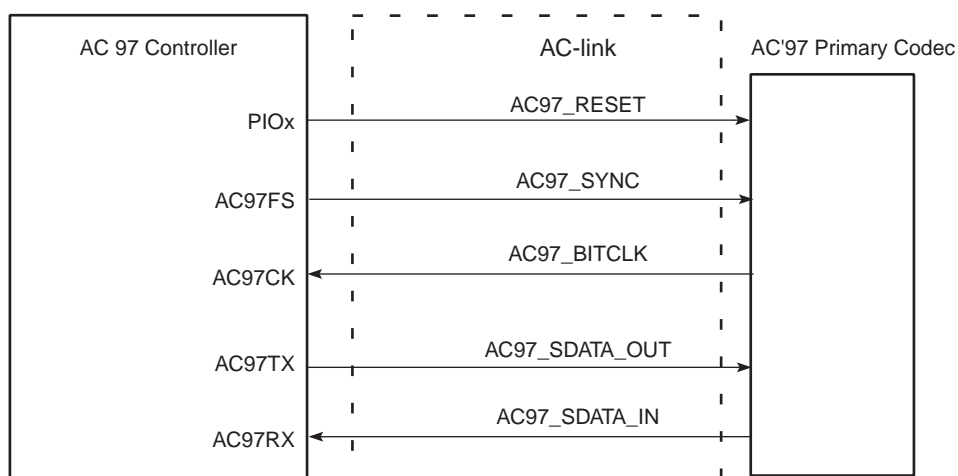 AC 97 Controller
AC-link
AC'97 Primary Codec
PIOx
AC97_RESET
AC97FS
AC97_SYNC
AC97CK
AC97_BITCLK
AC97TX
AC97_SDATA_OUT
AC97RX
AC97_SDATA_IN